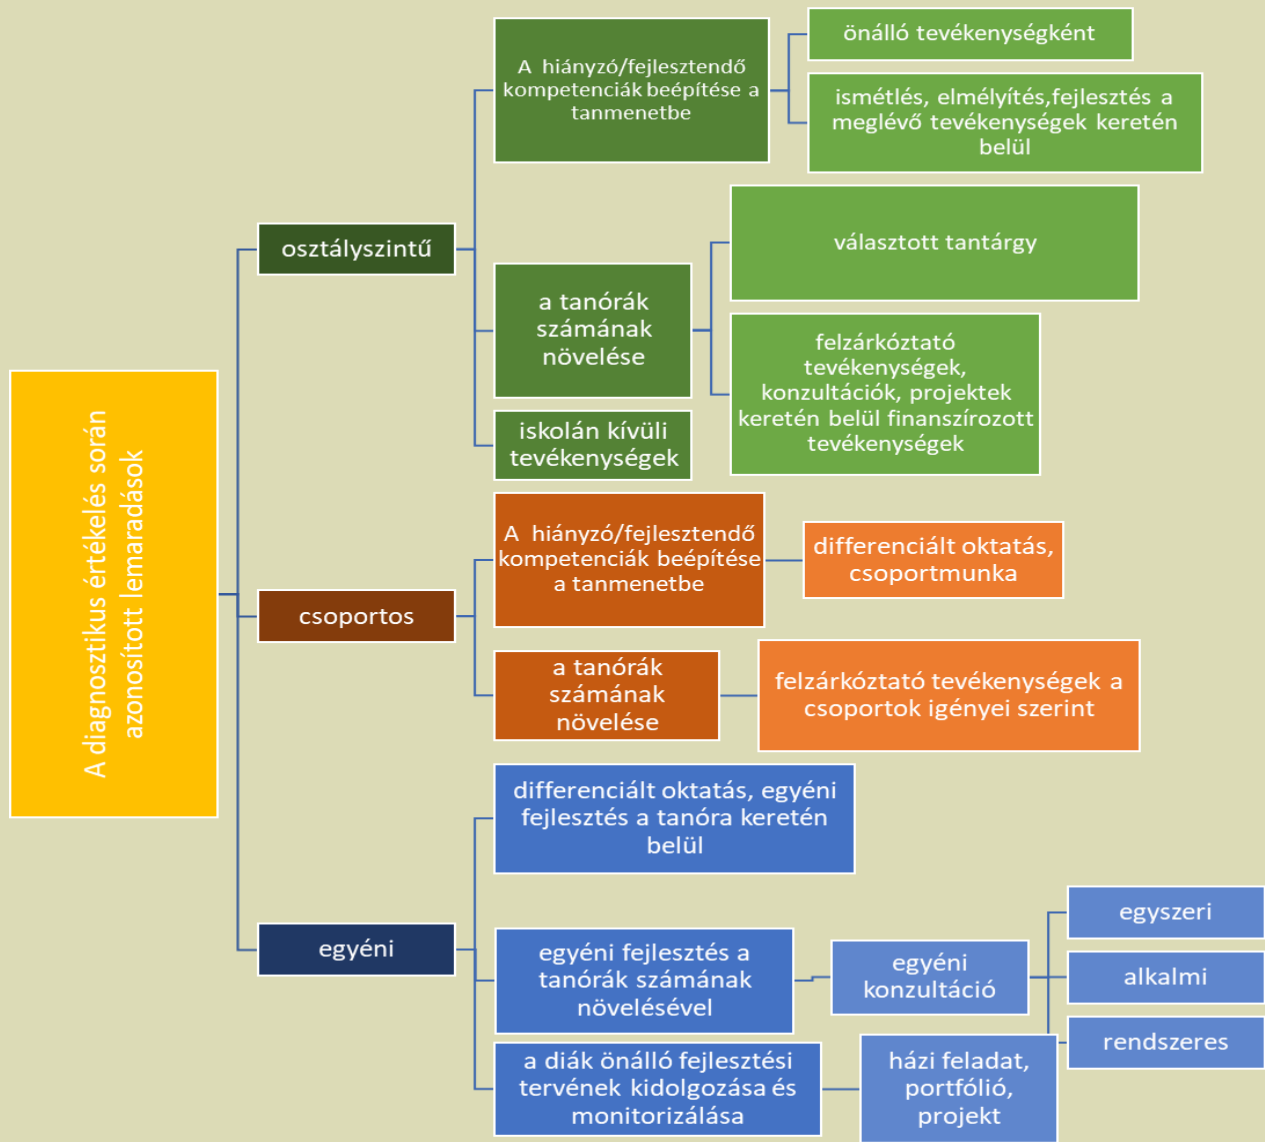 A diagnosztikus értékelés során
azonosított lemaradások
osztályszintű
A hiányzó/fejlesztendő
kompetenciák beépítése a
tanmenetbe
önálló tevékenységként
ismétlés, elmélyítés,fejlesztés a
meglévő tevékenységek keretén
belül
a tanórák
számának
növelése
választott tantárgy
felzárkóztató
tevékenységek,
konzultációk, projektek
keretén belül finanszírozott
tevékenységek
iskolán kívüli
tevékenységek
csoportos
A hiányzó/fejlesztendő
kompetenciák beépítése
a tanmenetbe
differenciált oktatás,
csoportmunka
a tanórák
számának
növelése
felzárkóztató tevékenységek a
csoportok igényei szerint
egyéni
differenciált oktatás, egyéni
fejlesztés a tanóra keretén
belül
egyéni fejlesztés a
tanórák számának
növelésével
egyéni
konzultáció
egyszeri
alkalmi
rendszeres
a diák önálló fejlesztési
tervének kidolgozása és
monitorizálása
házi feladat,
portfólió,
projekt